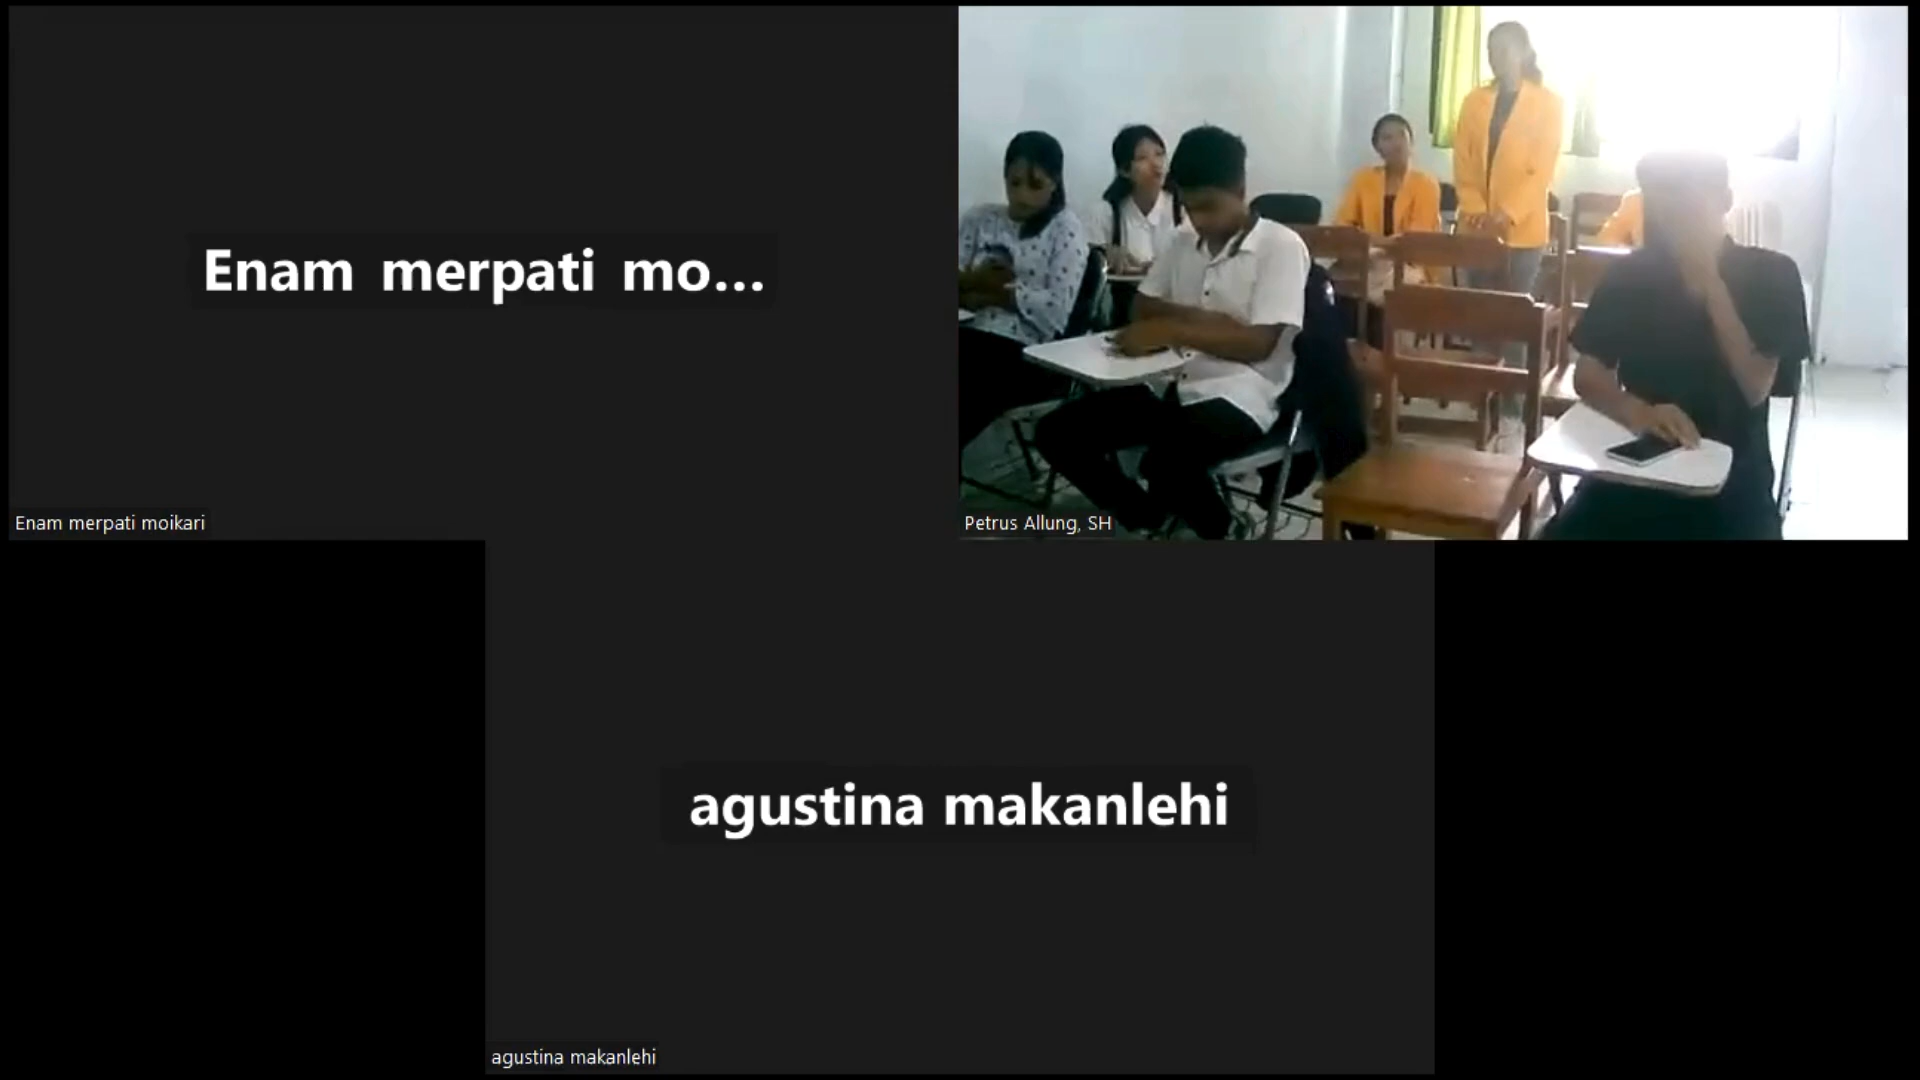 Enam merpati mo...
Enam merpati moikari
Petrus Allung, SH
agustina makanlehi
agustina makanlehi